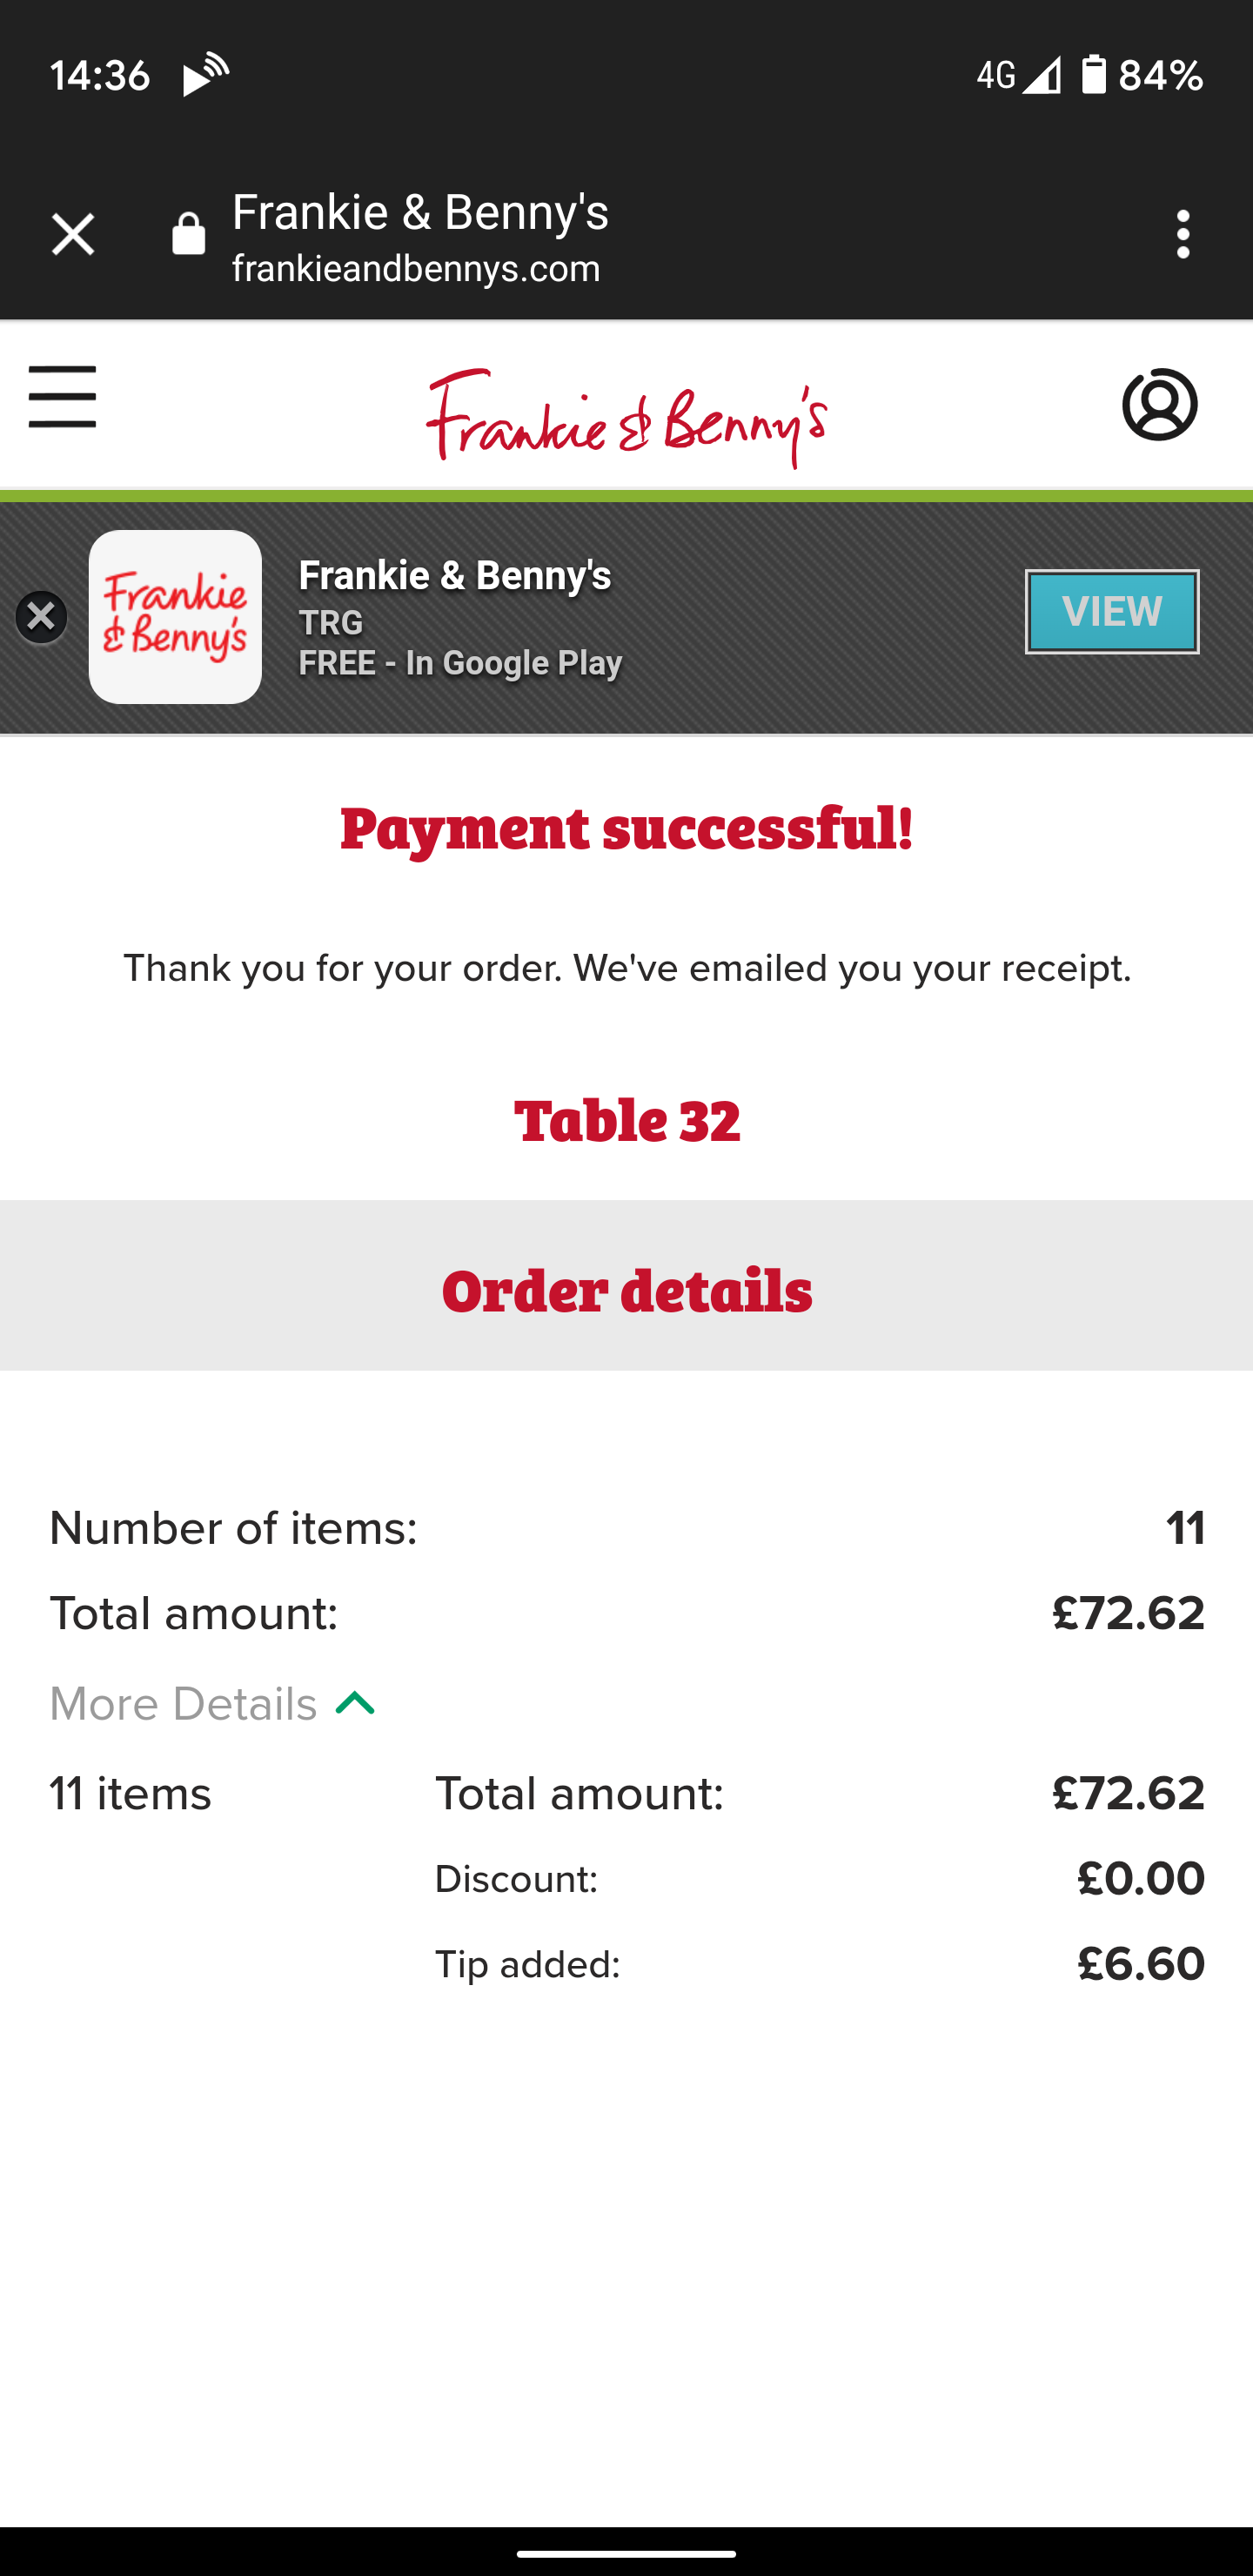 14:36 4G 84%
Frankie & Benny's
frankieandbennys.com
Frankie & Benny's
Frankie & Benny's
Frankie & Benny's
TRG
FREE - In Google Play
VIEW
Payment successful!
Thank you for your order. We've emailed you your receipt.
Table 32
Order details
Number of items: 11
Total amount: £72.62
More Details
11 items Total amount: £72.62
Discount: £0.00
Tip added: £6.60